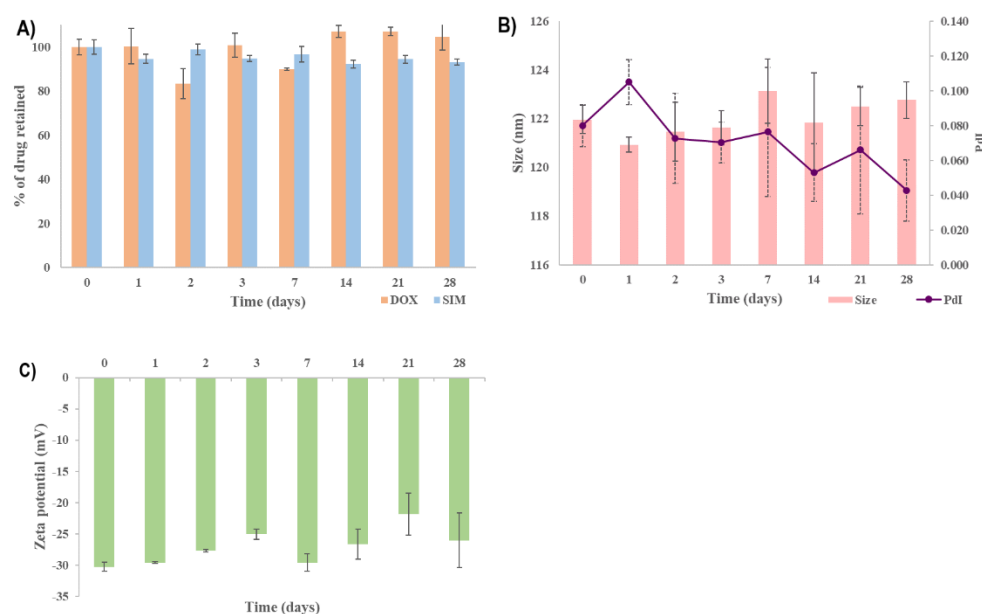 A)
% of drug retained
100
80
60
40
20
0
0 1 2 3 7 14 21 28
Time (days)
DOX SIM
B)
Size (nm)
126
124
122
120
118
116
0.140
0.120
0.100
0.080
0.060
0.040
0.020
0.000
PdI
0 1 2 3 7 14 21 28
Time (days)
Size PdI
C)
0 1 2 3 7 14 21 28
Zeta potential (mV)
0
-5
-10
-15
-20
-25
-30
-35
Time (days)